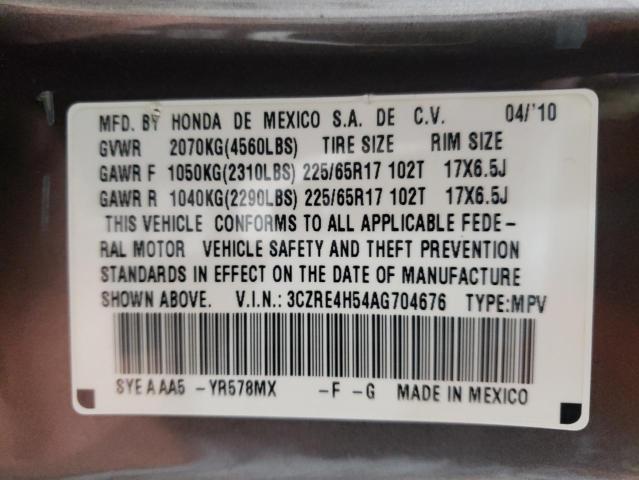 MFD. BY HONDA DE MEXICO S.A. DE C.V. 04/'10
GVWR 2070KG(4560LBS) TIRE SIZE RIM SIZE
GAWR F 1050KG(2310LBS) 225/65R17 102T 17X6.5J
GAWR R 1040KG(2290LBS) 225/65R17 102T 17X6.5J
THIS VEHICLE CONFORMS TO ALL APPLICABLE FEDE-
RAL MOTOR VEHICLE SAFETY AND THEFT PREVENTION
STANDARDS IN EFFECT ON THE DATE OF MANUFACTURE
SHOWN ABOVE. V.I.N.: 3CZRE4H54AG704676 TYPE:MPV
SYE A AA5 -YR578MX -F -G MADE IN MEXICO